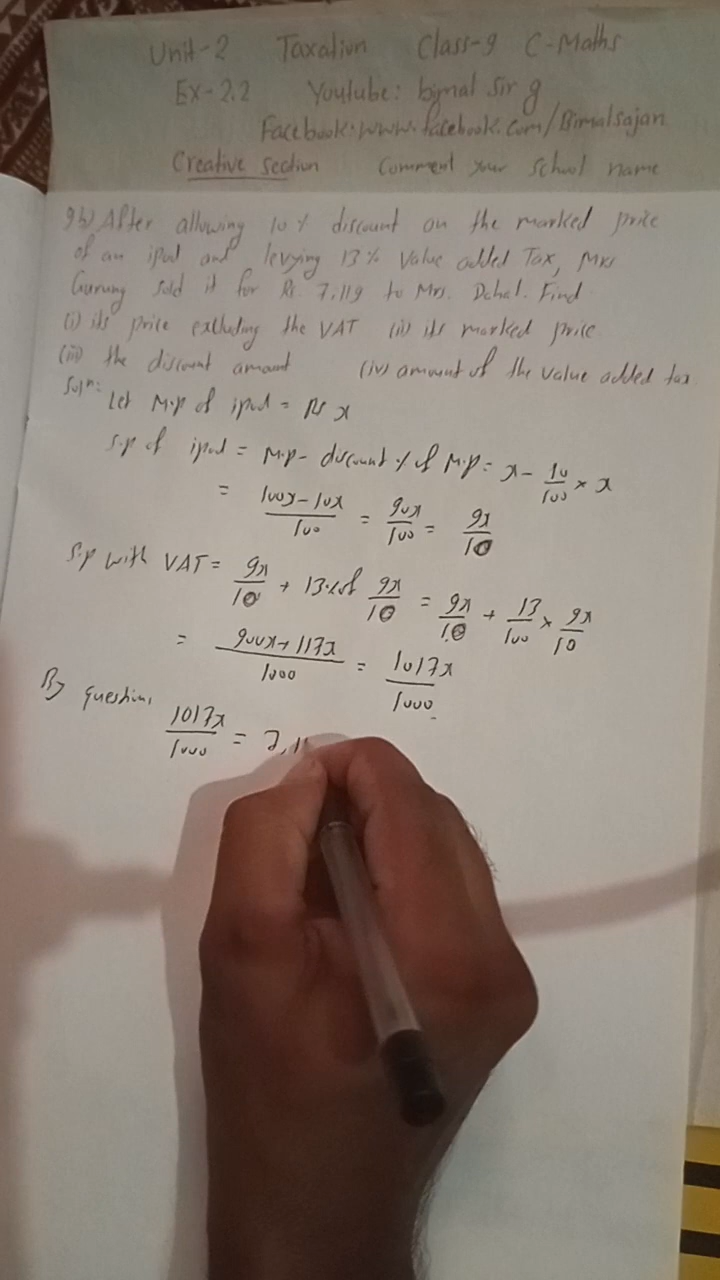 Unit-2 Taxation Class-9 C-Maths
Ex-2.2 Youtube: bimal sir g
Facebook: www.facebook.com/Bimalsajan
Creative section Comment your school name
9b) After allowing 10% discount on the marked price
of an ipod and levying 13% Value added Tax, Mrs
Gurung sold it for Rs 7,119 to Mrs. Dahal. Find
(i) its price excluding the VAT (ii) its marked price
(iii) the discount amount (iv) amount of the value added tax
Soln:
Let M.P of ipod = Rs x
S.P of ipod = M.P - discount % of M.P = x - 10/100 × x
= 100x-10x/100 = 90x/100 = 9x/10
S.P with VAT = 9x/10 + 13% of 9x/10 = 9x/10 + 13/100 × 9x/10
= 900x+117x/1000 = 1017x/1000
By question,
1017x/1000 = 7,11